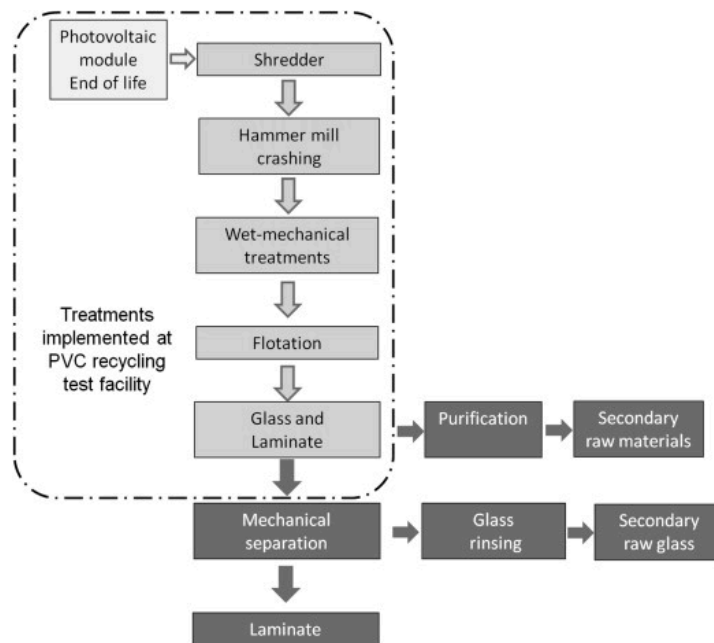 Photovoltaic
module
End of life
Shredder
Hammer mill
crashing
Wet-mechanical
treatments
Treatments
implemented at
PVC recycling
test facility
Flotation
Glass and
Laminate
Purification
Secondary
raw materials
Mechanical
separation
Glass
rinsing
Secondary
raw glass
Laminate